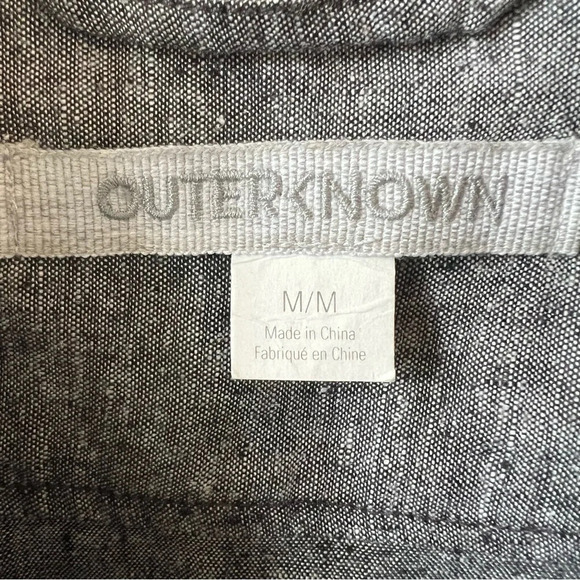 OUTERKNOWN
M/M
Made in China
Fabriqué en Chine